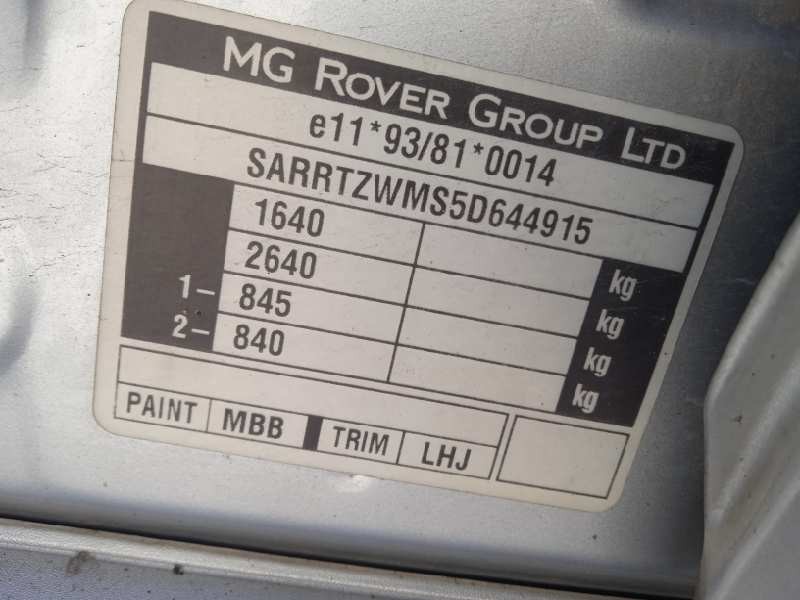 MG ROVER GROUP LTD
e11*93/81*0014
SARRTZWMS5D644915
1640 kg
2640 kg
1- 845 kg
2- 840 kg
PAINT MBB TRIM LHJ